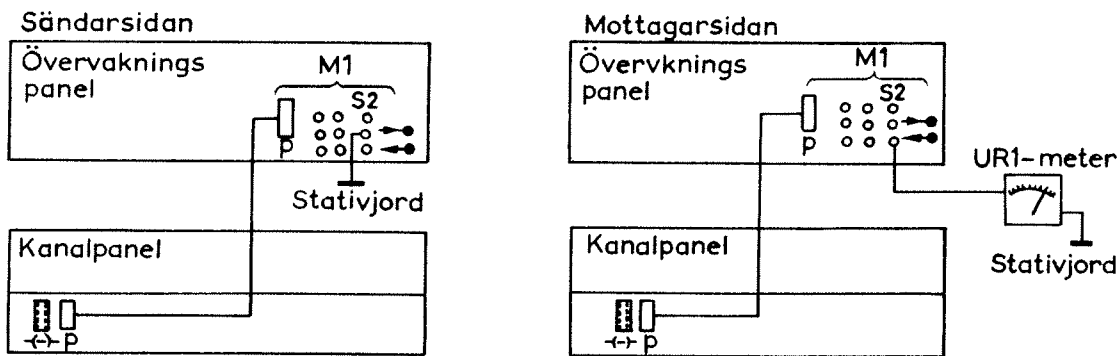 Sändarsidan
Övervaknings
panel
M1
S2
p
Stativjord
Kanalpanel
p
Mottagarsidan
Övervknings
panel
M1
S2
p
UR1-meter
Stativjord
Kanalpanel
p